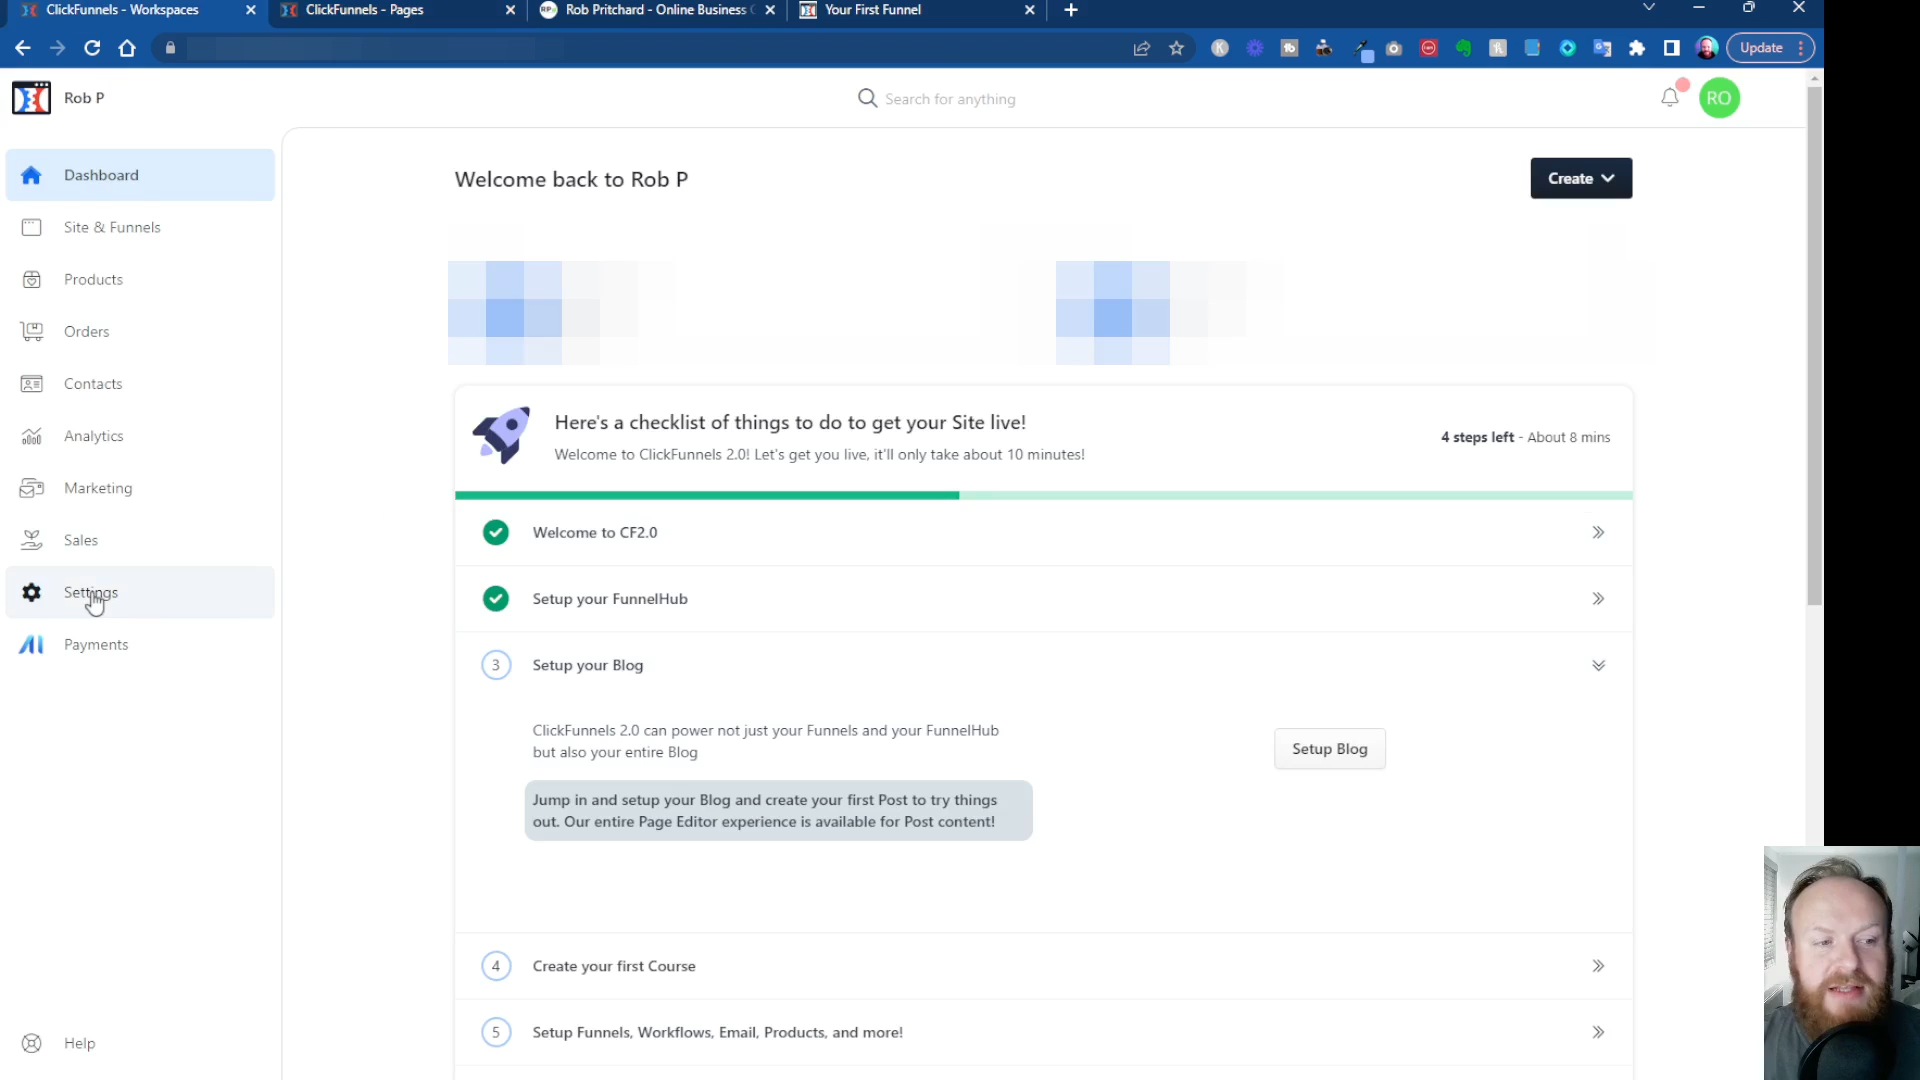 ClickFunnels - Workspaces
ClickFunnels - Pages
Rob Pritchard - Online Business
Your First Funnel
Update
Rob P
Search for anything
RO
Dashboard
Site & Funnels
Products
Orders
Contacts
Analytics
Marketing
Sales
Settings
Payments
Help
Welcome back to Rob P
Create
Here's a checklist of things to do to get your Site live!
Welcome to ClickFunnels 2.0! Let's get you live, it'll only take about 10 minutes!
4 steps left - About 8 mins
Welcome to CF2.0
Setup your FunnelHub
3 Setup your Blog
ClickFunnels 2.0 can power not just your Funnels and your FunnelHub
but also your entire Blog
Setup Blog
Jump in and setup your Blog and create your first Post to try things
out. Our entire Page Editor experience is available for Post content!
4 Create your first Course
5 Setup Funnels, Workflows, Email, Products, and more!